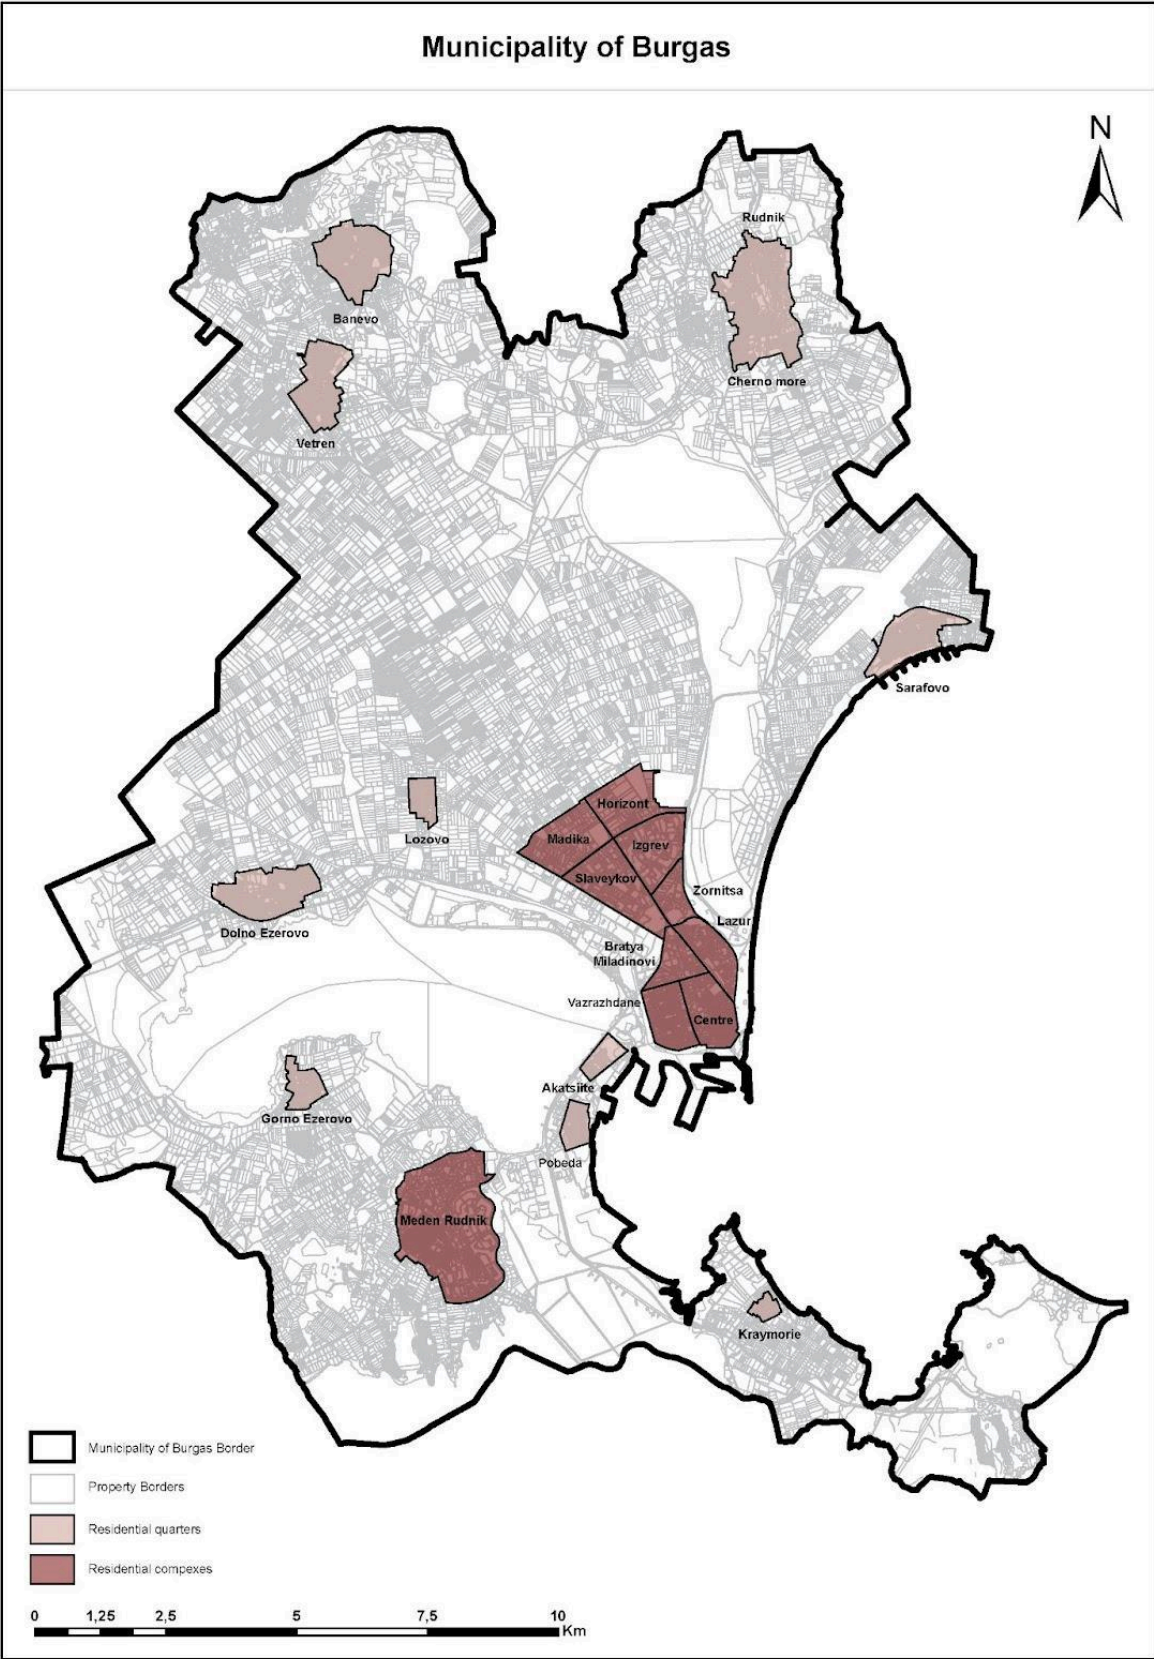 Municipality of Burgas
N
Rudnik
Banevo
Cherno more
Vetren
Sarafovo
Horizont
Madika
Lozovo
Izgrev
Slaveykov
Zornitsa
Lazur
Dolno Ezerovo
Bratya
Miladinovi
Vazrazhdane
Centre
Akatsiite
Gorno Ezerovo
Pobeda
Meden Rudnik
Kraymorie
Municipality of Burgas Border
Property Borders
Residential quarters
Residential compexes
0 1,25 2,5 5 7,5 10
Km